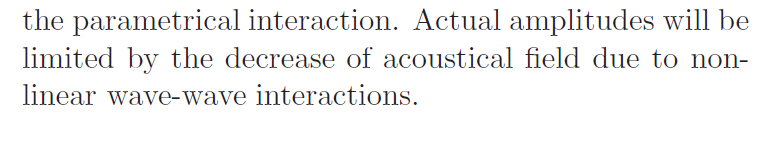 the parametrical interaction. Actual amplitudes will be
limited by the decrease of acoustical field due to non-
linear wave-wave interactions.